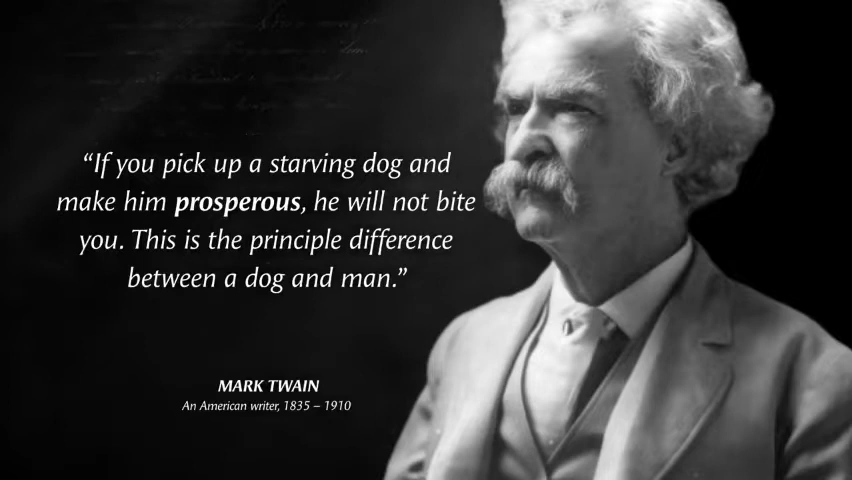 “If you pick up a starving dog and
make him prosperous, he will not bite
you. This is the principle difference
between a dog and man.”
MARK TWAIN
An American writer, 1835 – 1910